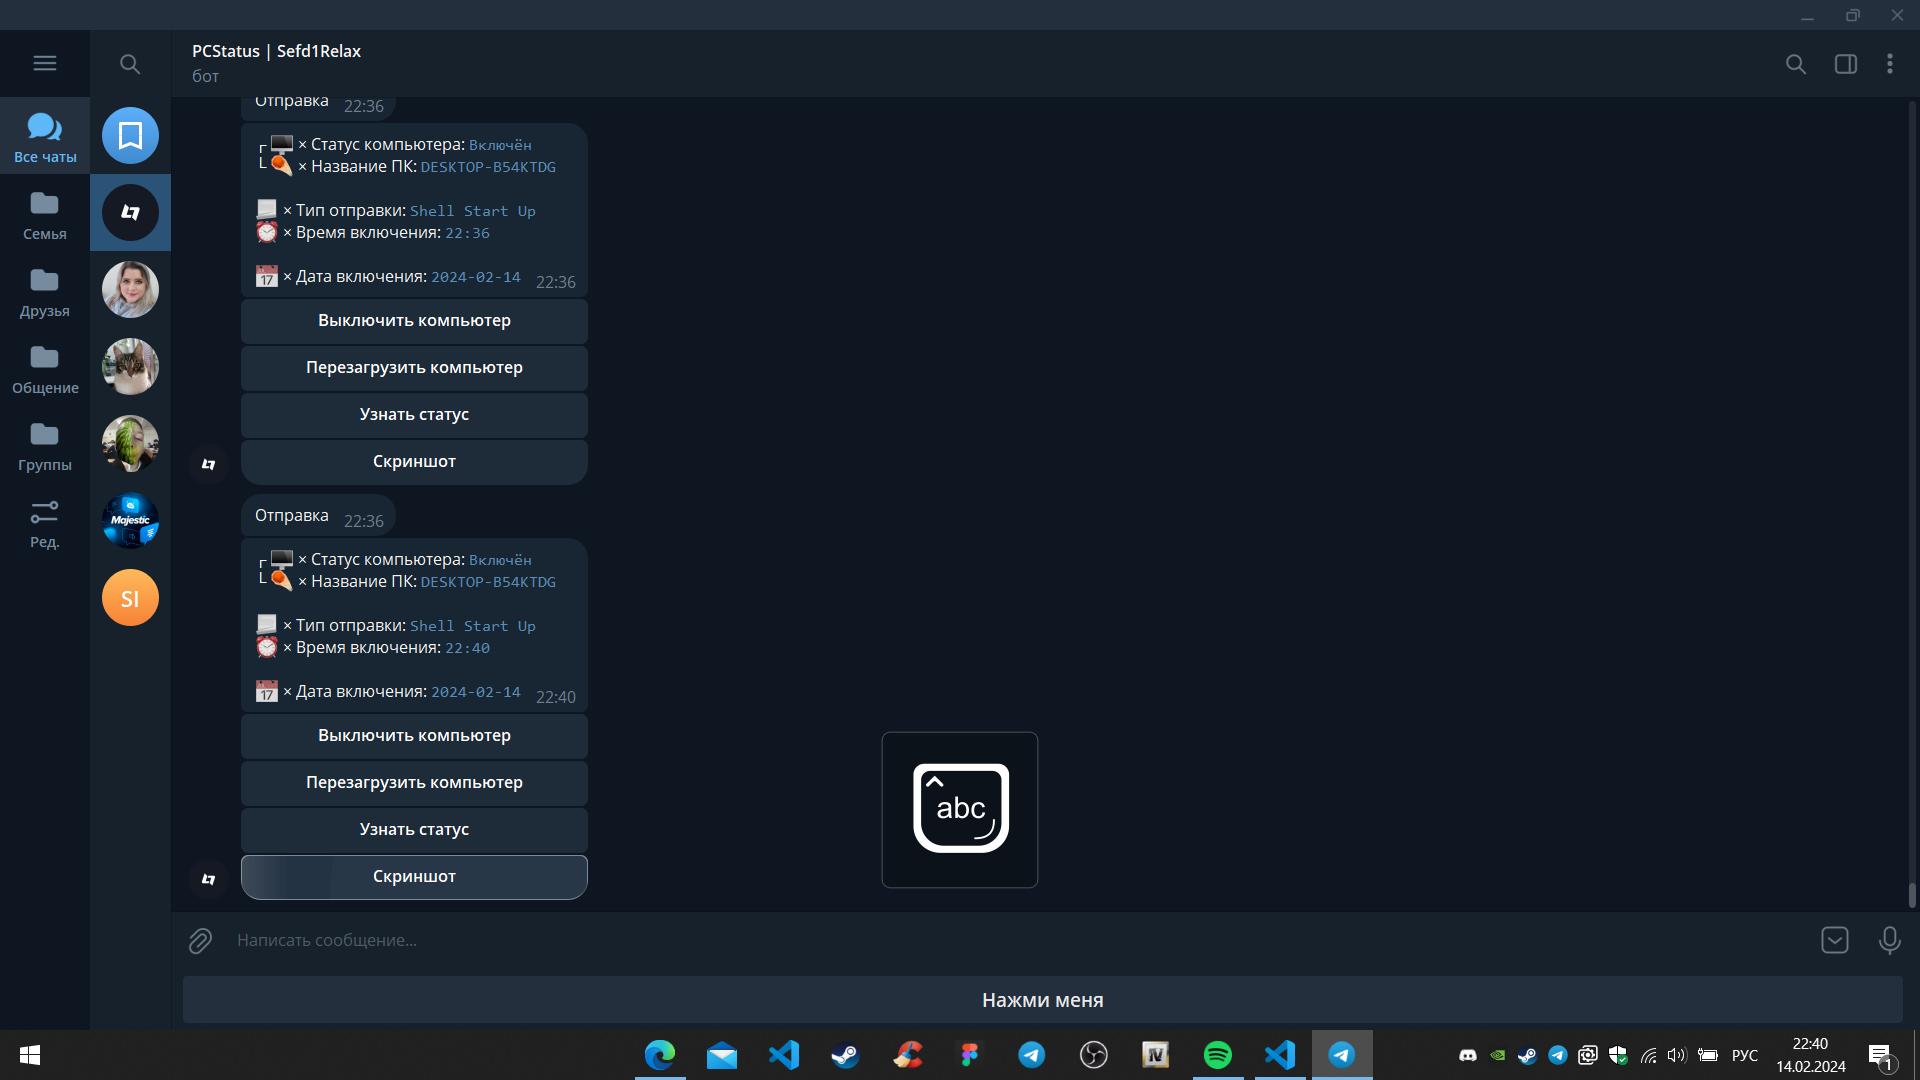 PCStatus | Sefd1Relax
бот
Все чаты
Семья
Друзья
Общение
Группы
Ред.
Majestic
SI
Отправка 22:36
× Статус компьютера: Включён
× Название ПК: DESKTOP-B54KTDG
× Тип отправки: Shell Start Up
× Время включения: 22:36
17 × Дата включения: 2024-02-14 22:36
Выключить компьютер
Перезагрузить компьютер
Узнать статус
Скриншот
Отправка 22:36
× Статус компьютера: Включён
× Название ПК: DESKTOP-B54KTDG
× Тип отправки: Shell Start Up
× Время включения: 22:40
17 × Дата включения: 2024-02-14 22:40
Выключить компьютер
Перезагрузить компьютер
Узнать статус
Скриншот
abc
Написать сообщение...
Нажми меня
РУС
22:40
14.02.2024
1